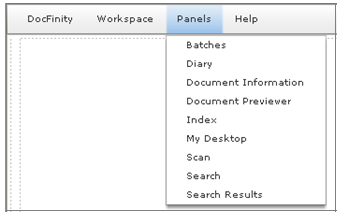 DocFinity Workspace Panels Help
Batches
Diary
Document Information
Document Previewer
Index
My Desktop
Scan
Search
Search Results